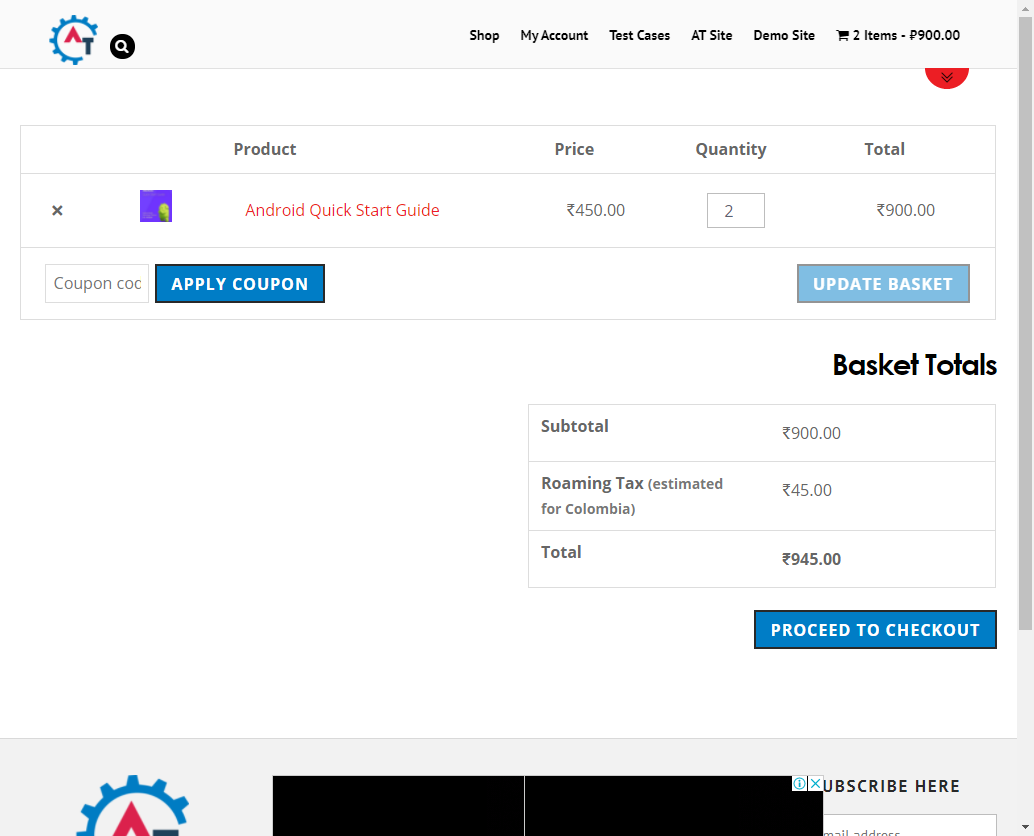 AT
Shop My Account Test Cases AT Site Demo Site 2 Items - ₽900.00
Product Price Quantity Total
× Android Quick Start Guide ₹450.00 2 ₹900.00
Coupon cod APPLY COUPON UPDATE BASKET
Basket Totals
Subtotal ₹900.00
Roaming Tax (estimated
for Colombia) ₹45.00
Total ₹945.00
PROCEED TO CHECKOUT
UBSCRIBE HERE
mail address